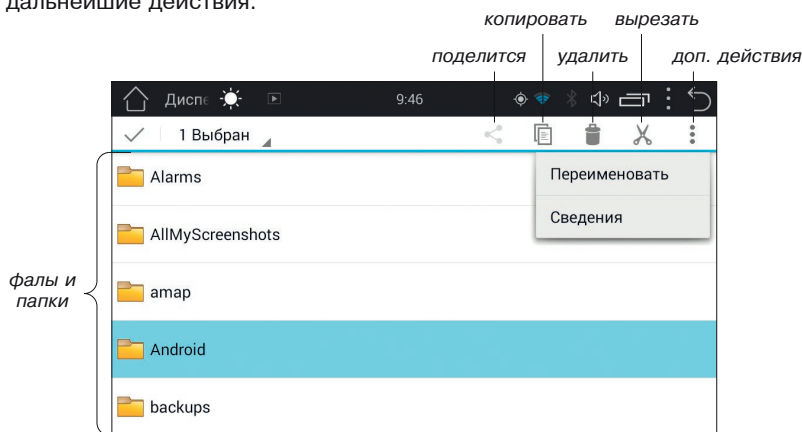 дальнейшие действия.
копировать вырезать
поделится удалить доп. действия
Диспе 9:46
1 Выбран
Переименовать
Сведения
Alarms
AllMyScreenshots
фалы и
папки
amap
Android
backups